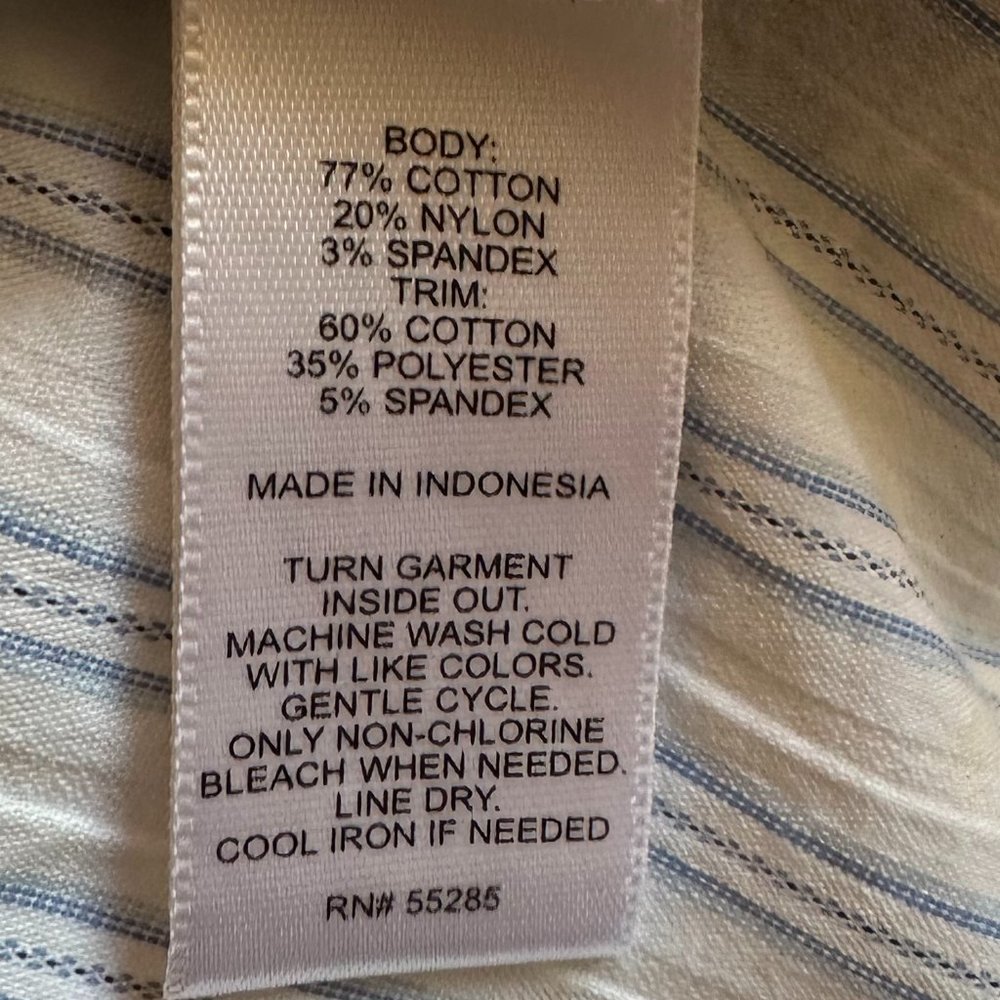 BODY:
77% COTTON
20% NYLON
3% SPANDEX
TRIM:
60% COTTON
35% POLYESTER
5% SPANDEX
MADE IN INDONESIA
TURN GARMENT
INSIDE OUT.
MACHINE WASH COLD
WITH LIKE COLORS.
GENTLE CYCLE.
ONLY NON-CHLORINE
BLEACH WHEN NEEDED.
LINE DRY.
COOL IRON IF NEEDED
RN# 55285